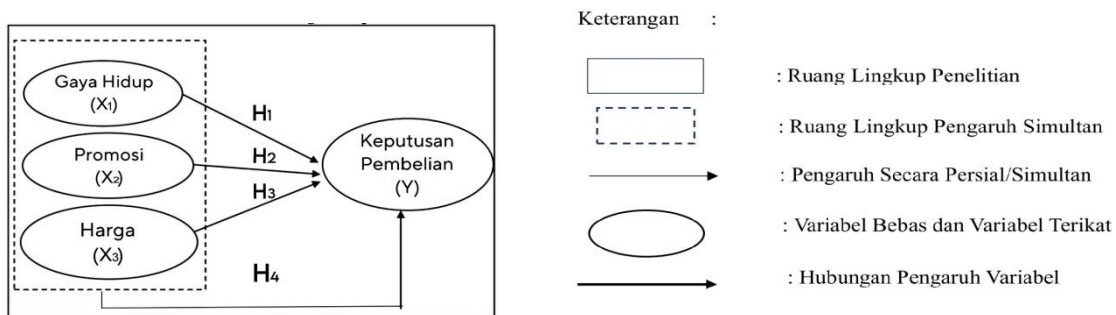 Gaya Hidup
(X₁)
Promosi
(X₂)
Harga
(X₃)
H₁
H₂
H₃
H₄
Keputusan
Pembelian
(Y)
Keterangan :
: Ruang Lingkup Penelitian
: Ruang Lingkup Pengaruh Simultan
: Pengaruh Secara Persial/Simultan
: Variabel Bebas dan Variabel Terikat
: Hubungan Pengaruh Variabel